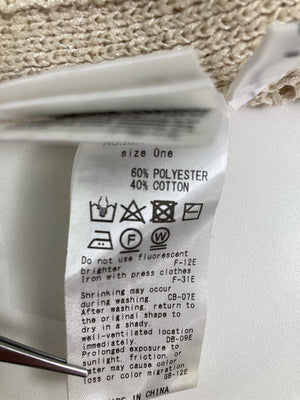 size One
60% POLYESTER
40% COTTON
F
W
Do not use fluorescent
brighter F-12E
Iron with press clothes
F-31E
Shrinking may occur
during washing CB-07E
After washing, return to
the original shape to
dry in a shady,
well-ventilated location
immediately. DB-09E
Prolonged exposure to
sunlight, friction, or
water may cause color
loss or color migration.
GB-12E
MADE IN CHINA